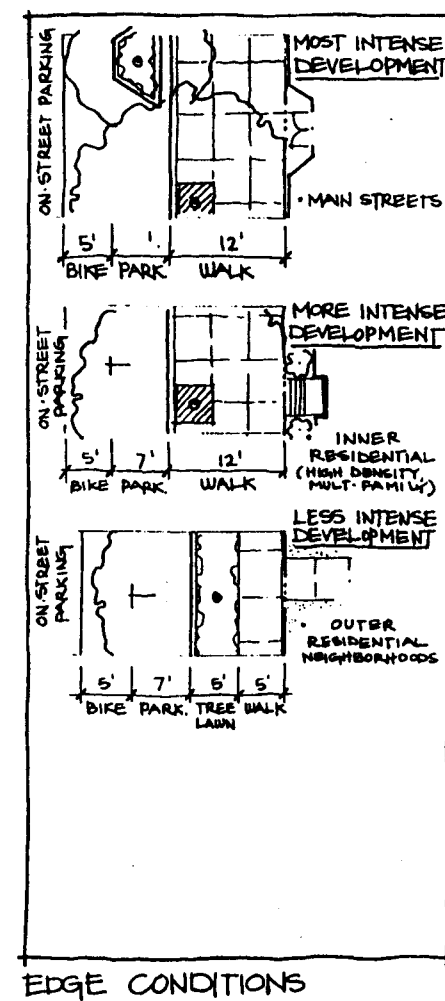 ON-STREET PARKING
MOST INTENSE
DEVELOPMENT
• MAIN STREETS
5' '. 12'
BIKE PARK. WALK
ON-STREET
PARKING
MORE INTENSE
DEVELOPMENT
INNER
RESIDENTIAL
(HIGH DENSITY
MULT-FAMILY)
5' 7' 12'
BIKE PARK. WALK
ON-STREET
PARKING
LESS INTENSE
DEVELOPMENT
• OUTER
RESIDENTIAL
NEIGHBORHOODS
5' 7' 5' 5'
BIKE PARK. TREE WALK
LAWN
EDGE CONDITIONS